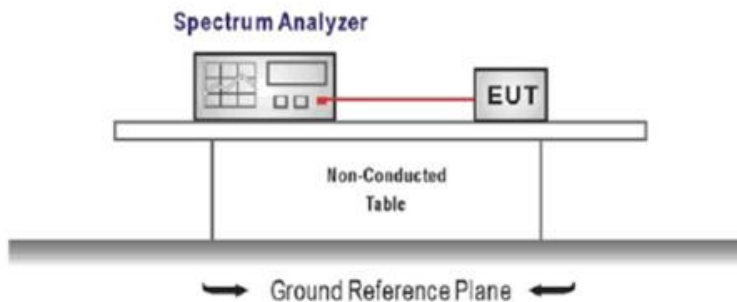 Spectrum Analyzer
EUT
Non-Conducted
Table
Ground Reference Plane